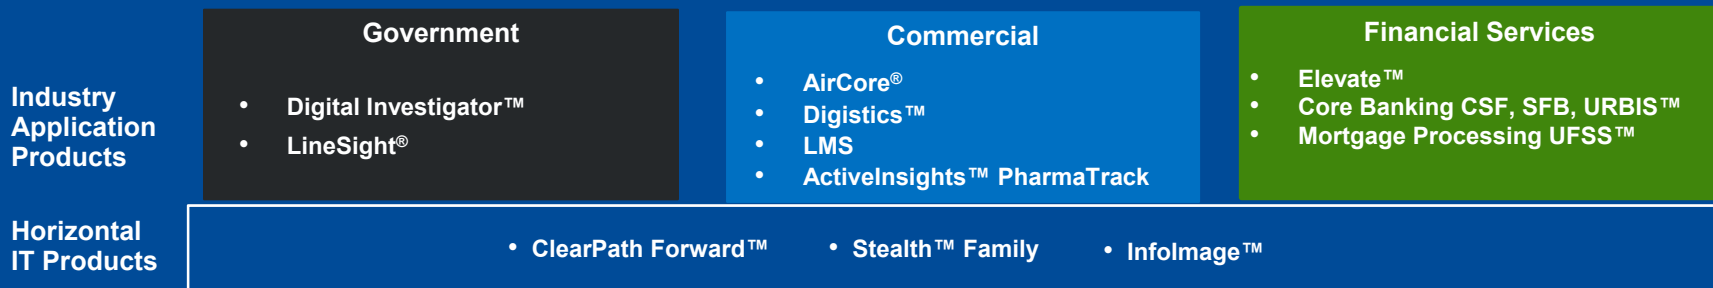 Industry
Application
Products
Government
• Digital Investigator™
• LineSight®
Commercial
• AirCore®
• Digistics™
• LMS
• ActiveInsights™ PharmaTrack
Financial Services
• Elevate™
• Core Banking CSF, SFB, URBIS™
• Mortgage Processing UFSS™
Horizontal
IT Products
• ClearPath Forward™ • Stealth™ Family • InfoImage™